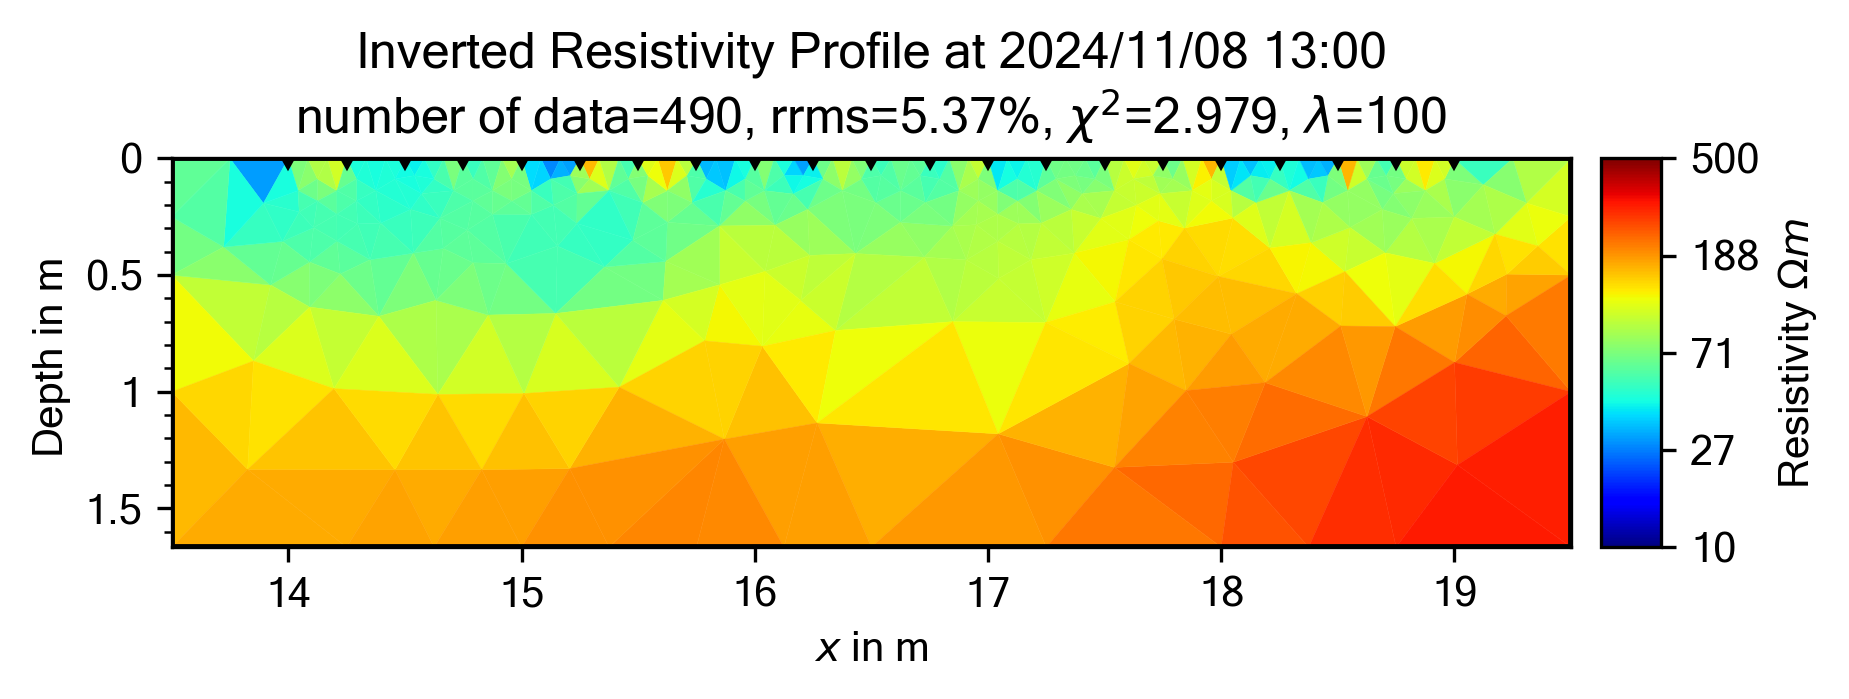 Inverted Resistivity Profile at 2024/11/08 13:00
number of data=490, rrms=5.37%, χ²=2.979, λ=100
0
0.5
1
1.5
Depth in m
14 15 16 17 18 19
x in m
500
188
71
27
10
Resistivity Ωm